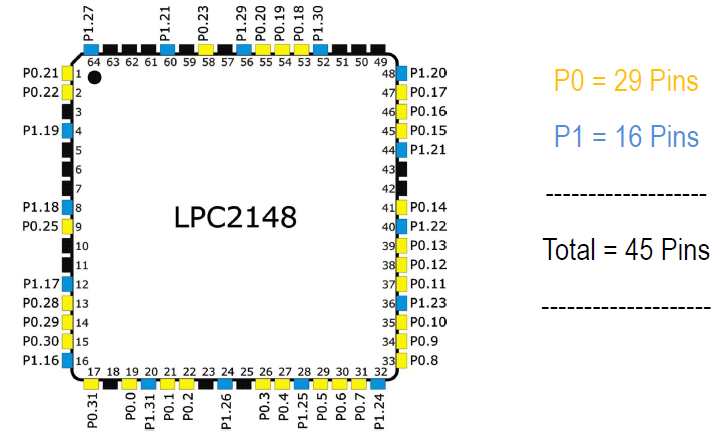 P1.27
P1.21
P0.23
P1.29
P0.20
P0.19
P0.18
P1.30
64 63 62 61 60 59 58 57 56 55 54 53 52 51 50 49
P0.21 1
P0.22 2
3
P1.19 4
5
6
7
P1.18 8
P0.25 9
10
11
P1.17 12
P0.28 13
P0.29 14
P0.30 15
P1.16 16
LPC2148
48 P1.20
47 P0.17
46 P0.16
45 P0.15
44 P1.21
43
42
41 P0.14
40 P1.22
39 P0.13
38 P0.12
37 P0.11
36 P1.23
35 P0.10
34 P0.9
33 P0.8
17 18 19 20 21 22 23 24 25 26 27 28 29 30 31 32
P0.31
P0.0
P1.31
P0.1
P0.2
P1.26
P0.3
P0.4
P1.25
P0.5
P0.6
P0.7
P1.24
P0 = 29 Pins
P1 = 16 Pins
-------------------
Total = 45 Pins
--------------------